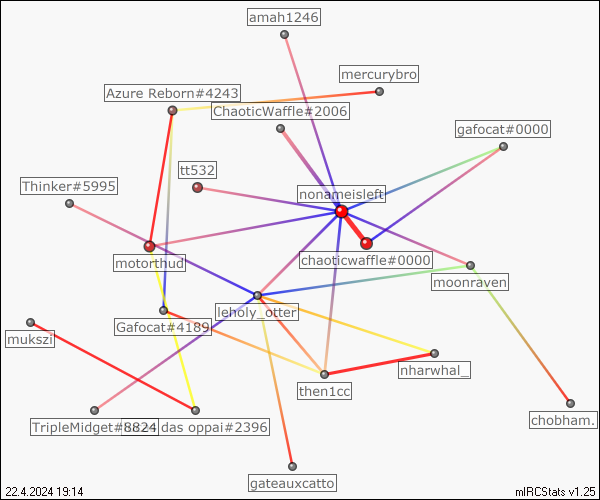 amah1246
mercurybro
Azure Reborn#4243
ChaoticWaffle#2006
gafocat#0000
tt532
Thinker#5995
nonameisleft
motorthud
chaoticwaffle#0000
moonraven
leholy_otter
Gafocat#4189
mukszi
nharwhal_
then1cc
chobham.
TripleMidget#8824
das oppai#2396
gateauxcatto
22.4.2024 19:14
mIRCStats v1.25